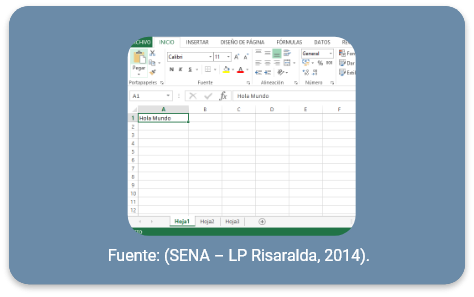 CHIVO INICIO INSERTAR DISEÑO DE PÁGINA FÓRMULAS DATOS
Calibri 11 General
Pegar N K S
Portapapeles Fuente Alineación Número
A1 fx Hola Mundo
A B C D E F
1 Hola Mundo
2
3
4
5
6
7
8
9
10
11
12
Hoja1 Hoja2 Hoja3
Fuente: (SENA – LP Risaralda, 2014).